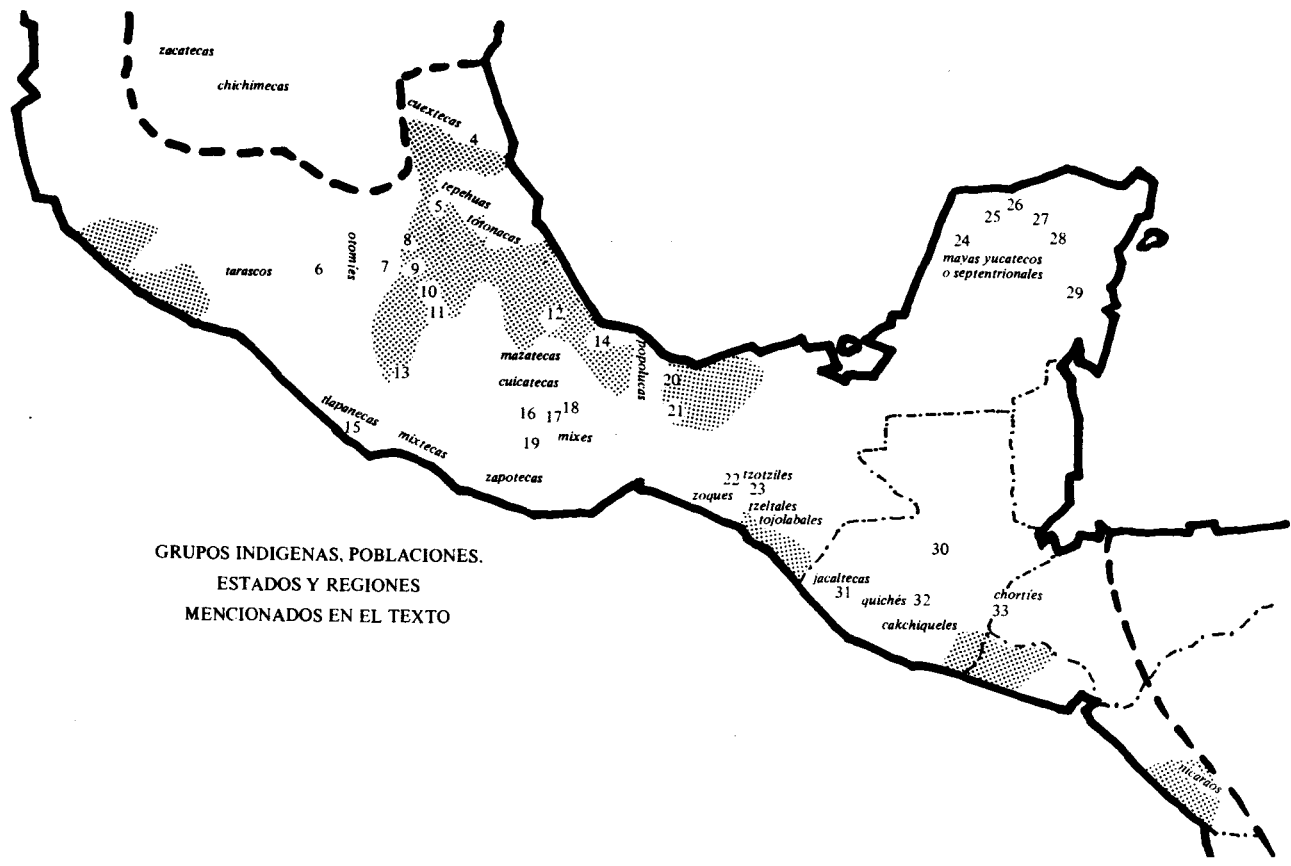 zacatecas
chichimecas
cuextecas
4
tepehuas
5
tótonacas
26
25
27
24
28
mayas yucatecos
o septentrionales
29
8
otomíes
tarascos
6
7
9
10
11
12
14
popolucas
13
mazatecas
20
cuicatecas
21
tlapanecas
15
16
17
18
mixtecas
19
mixes
zapotecas
22
tzotziles
23
zoques
tzeltales
tojolabales
GRUPOS INDIGENAS, POBLACIONES,
ESTADOS Y REGIONES
MENCIONADOS EN EL TEXTO
30
jacaltecas
31
quichés 32
chortíes
33
cakchiqueles
nicaraos